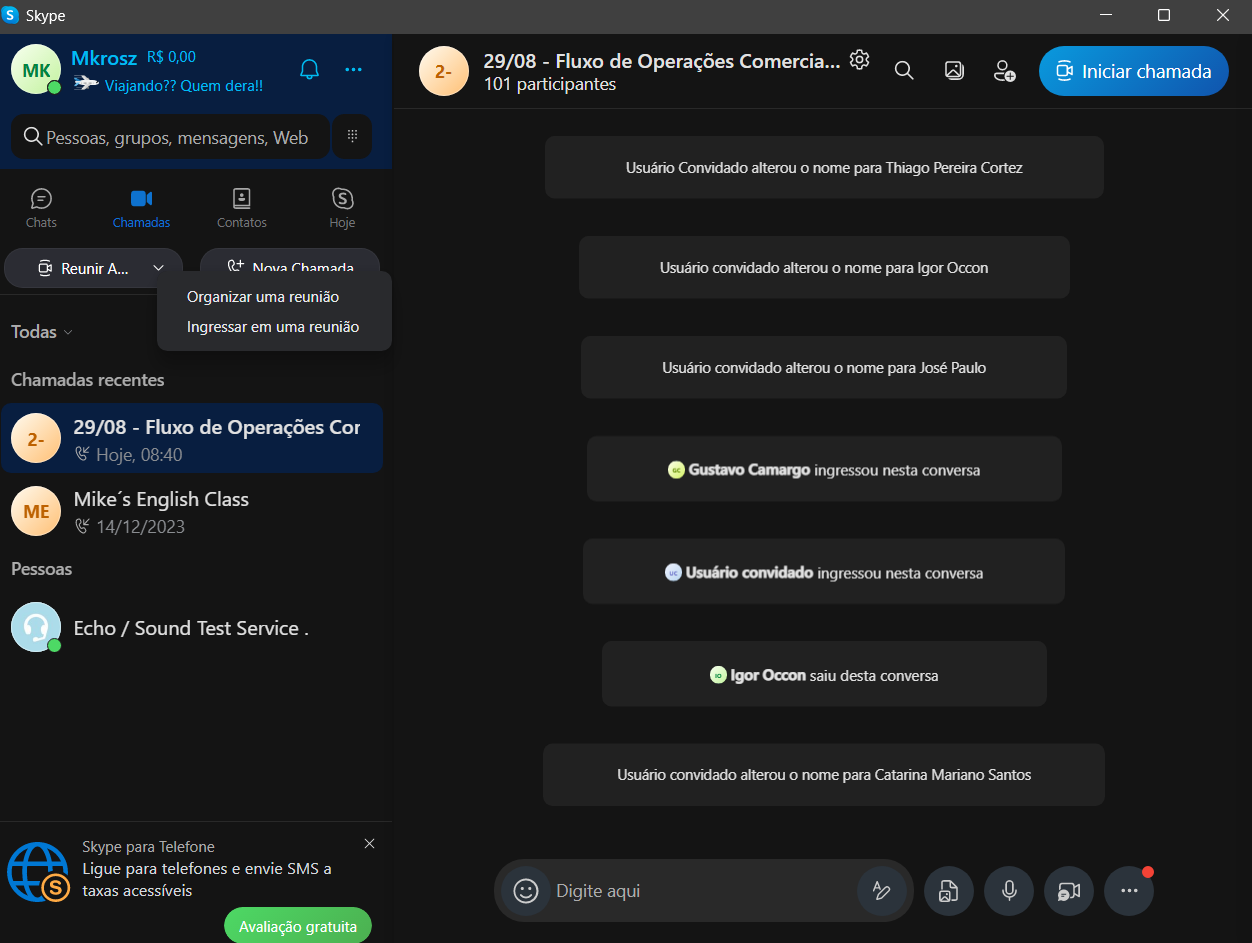 Skype
MK
Mkrosz R$ 0,00
Viajando?? Quem dera!!
Pessoas, grupos, mensagens, Web
Chats
Chamadas
Contatos
Hoje
Reunir A...
Nova Chamada
Organizar uma reunião
Ingressar em uma reunião
Todas
Chamadas recentes
2-
29/08 - Fluxo de Operações Cor
Hoje, 08:40
ME
Mike´s English Class
14/12/2023
Pessoas
Echo / Sound Test Service .
Skype para Telefone
Ligue para telefones e envie SMS a
taxas acessíveis
Avaliação gratuita
2-
29/08 - Fluxo de Operações Comercia...
101 participantes
Iniciar chamada
Usuário Convidado alterou o nome para Thiago Pereira Cortez
Usuário convidado alterou o nome para Igor Occon
Usuário convidado alterou o nome para José Paulo
GC Gustavo Camargo ingressou nesta conversa
UC Usuário convidado ingressou nesta conversa
IO Igor Occon saiu desta conversa
Usuário convidado alterou o nome para Catarina Mariano Santos
Digite aqui